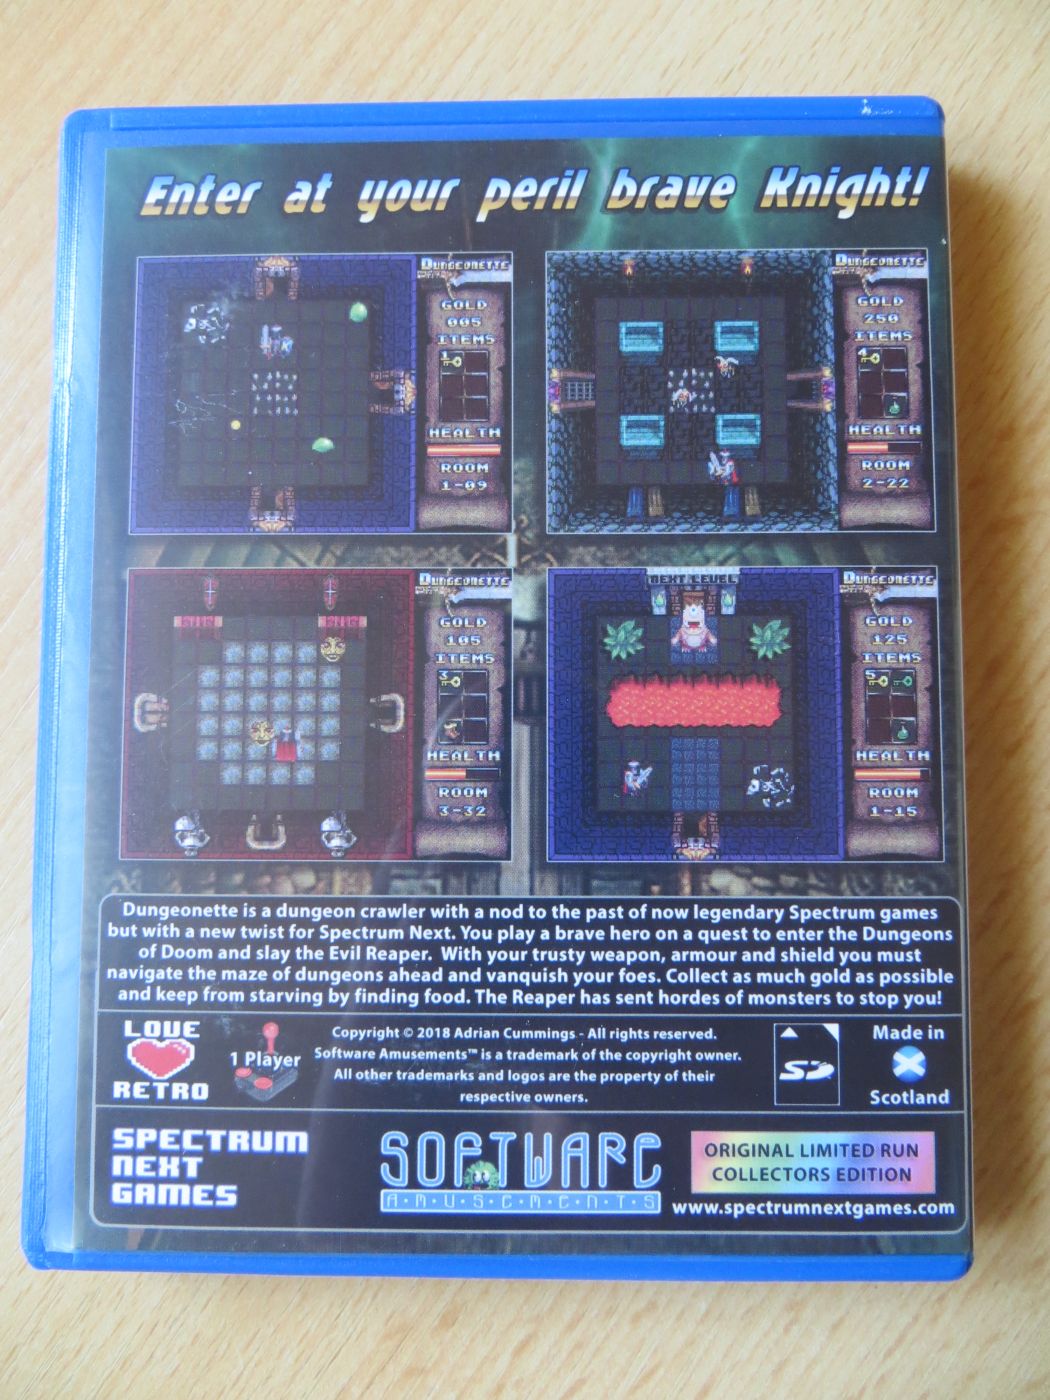 Enter at your peril brave Knight!
DUNGEONETTE
GOLD
005
ITEMS
1
HEALTH
ROOM
1-09
DUNGEONETTE
GOLD
250
ITEMS
4
HEALTH
ROOM
2-22
DUNGEONETTE
GOLD
105
ITEMS
3
HEALTH
ROOM
3-32
NEXT LEVEL
DUNGEONETTE
GOLD
125
ITEMS
5
HEALTH
ROOM
1-15
Dungeonette is a dungeon crawler with a nod to the past of now legendary Spectrum games
but with a new twist for Spectrum Next. You play a brave hero on a quest to enter the Dungeons
of Doom and slay the Evil Reaper. With your trusty weapon, armour and shield you must
navigate the maze of dungeons ahead and vanquish your foes. Collect as much gold as possible
and keep from starving by finding food. The Reaper has sent hordes of monsters to stop you!
LOVE
RETRO
1 Player
Copyright © 2018 Adrian Cummings - All rights reserved.
Software Amusements™ is a trademark of the copyright owner.
All other trademarks and logos are the property of their
respective owners.
SD
Made in
Scotland
SPECTRUM
NEXT
GAMES
SOFTWARE
A·M·U·S·E·M·E·N·T·S
ORIGINAL LIMITED RUN
COLLECTORS EDITION
www.spectrumnextgames.com